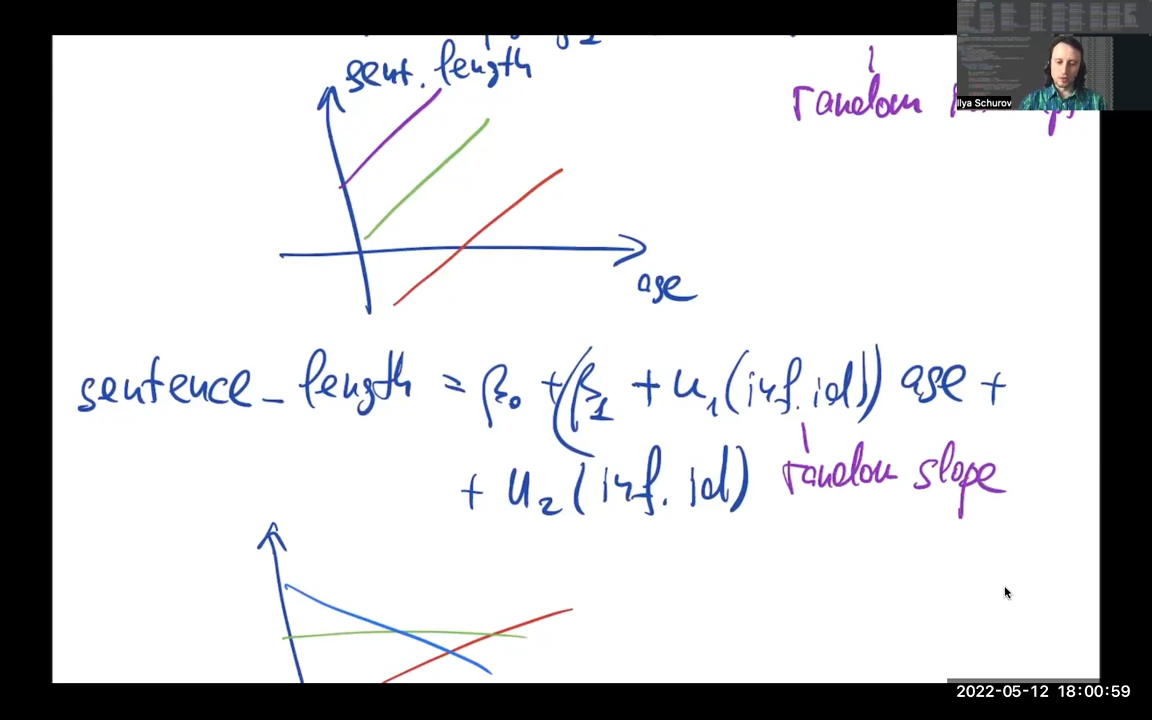 sent. length
random
Ilya Schurov
age
sentence_length = β₀ + (β₁ + u₁(inf.id)) age +
+ u₂(inf.id) random slope
2022-05-12 18:00:59